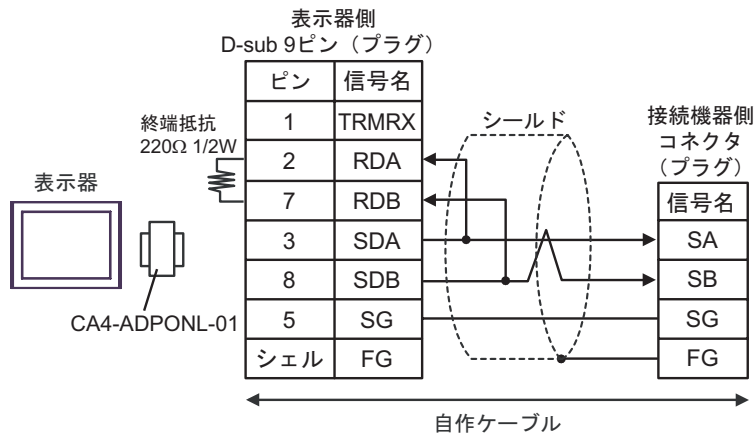 表示器側
D-sub 9ピン（プラグ）
ピン 信号名
1 TRMRX
2 RDA
7 RDB
3 SDA
8 SDB
5 SG
シェル FG
終端抵抗
220Ω 1/2W
表示器
CA4-ADPONL-01
シールド
接続機器側
コネクタ
（プラグ）
信号名
SA
SB
SG
FG
自作ケーブル